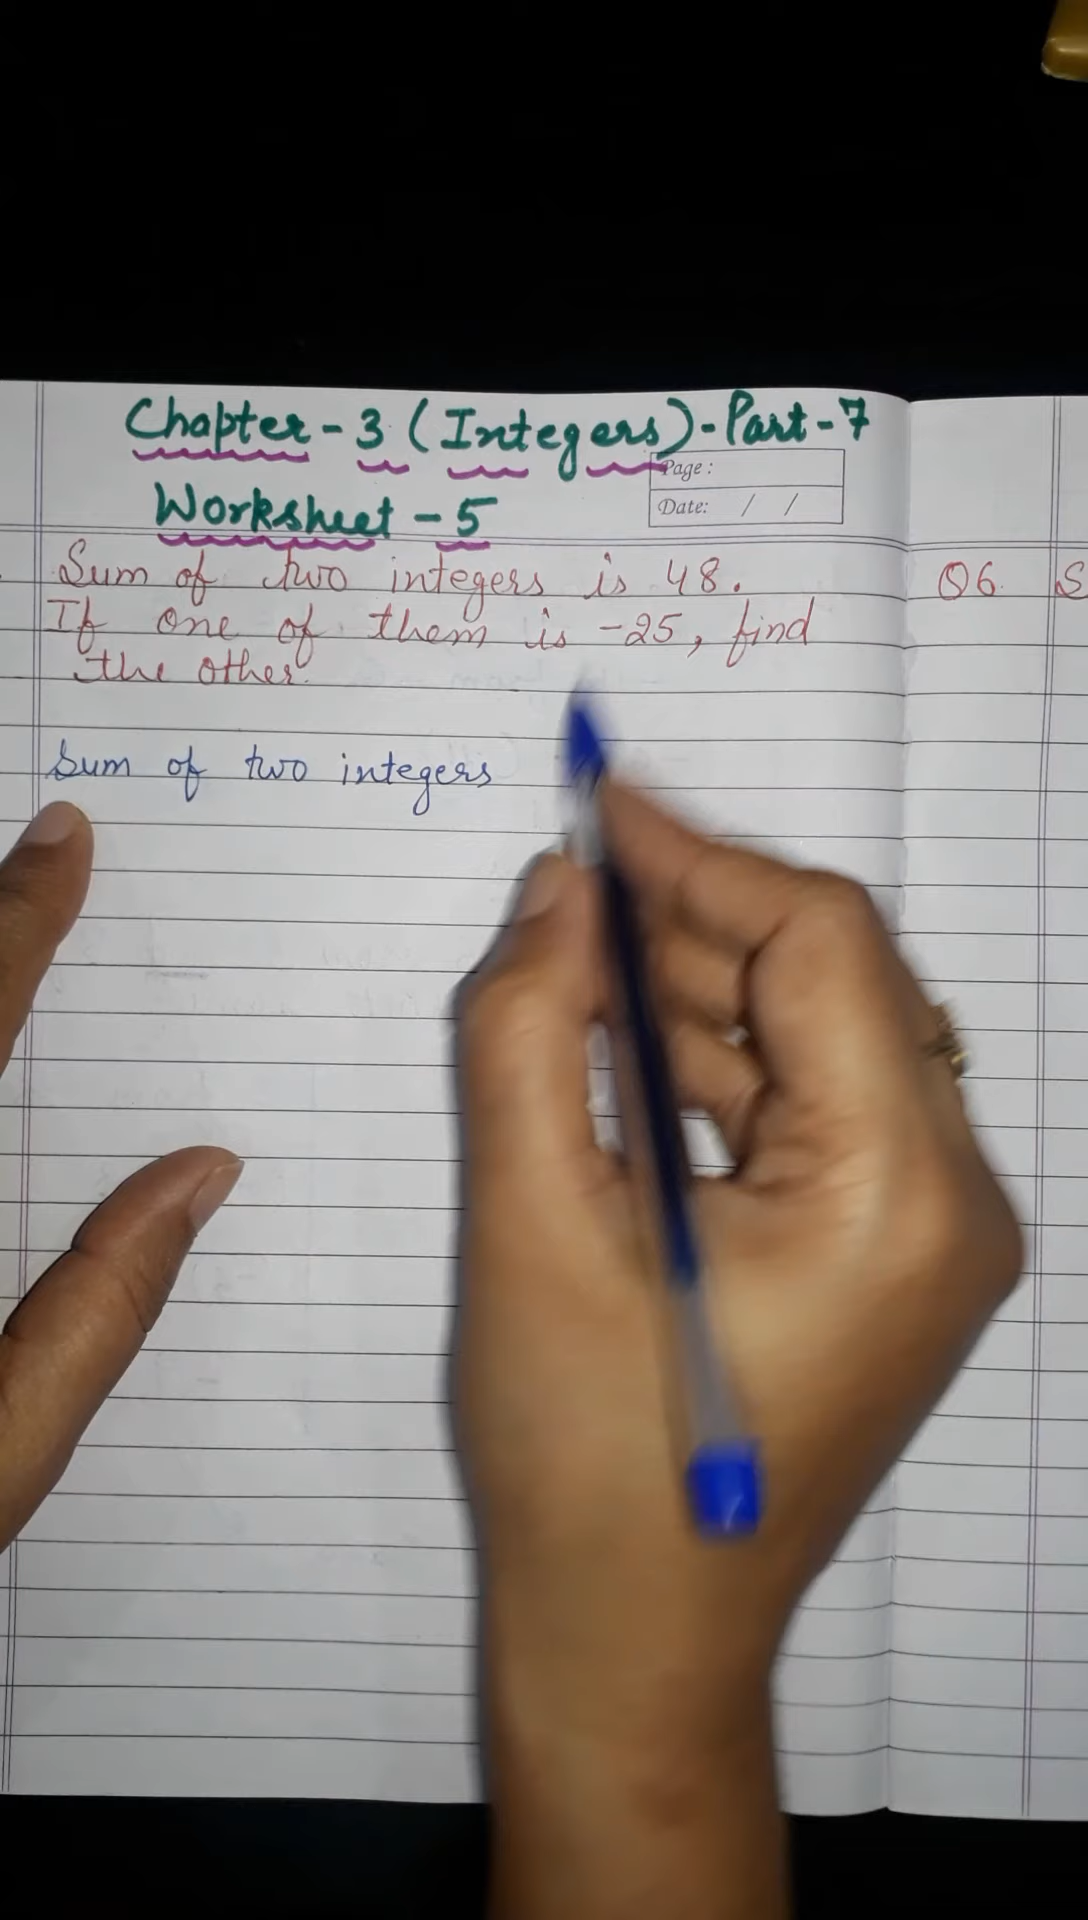 Chapter - 3 (Integers) - Part - 7
Worksheet - 5
Page :
Date: / /
Sum of two integers is 48.
If one of them is -25, find
the other.
Sum of two integers
Q6. S